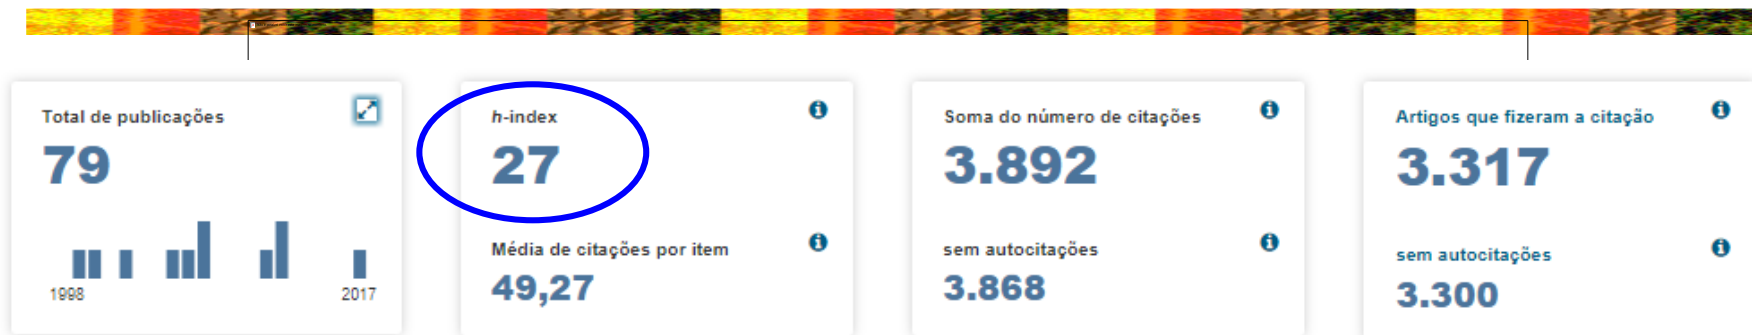 Total de publicações
79
1998
2017
h-index
27
Média de citações por item
49,27
Soma do número de citações
3.892
sem autocitações
3.868
Artigos que fizeram a citação
3.317
sem autocitações
3.300